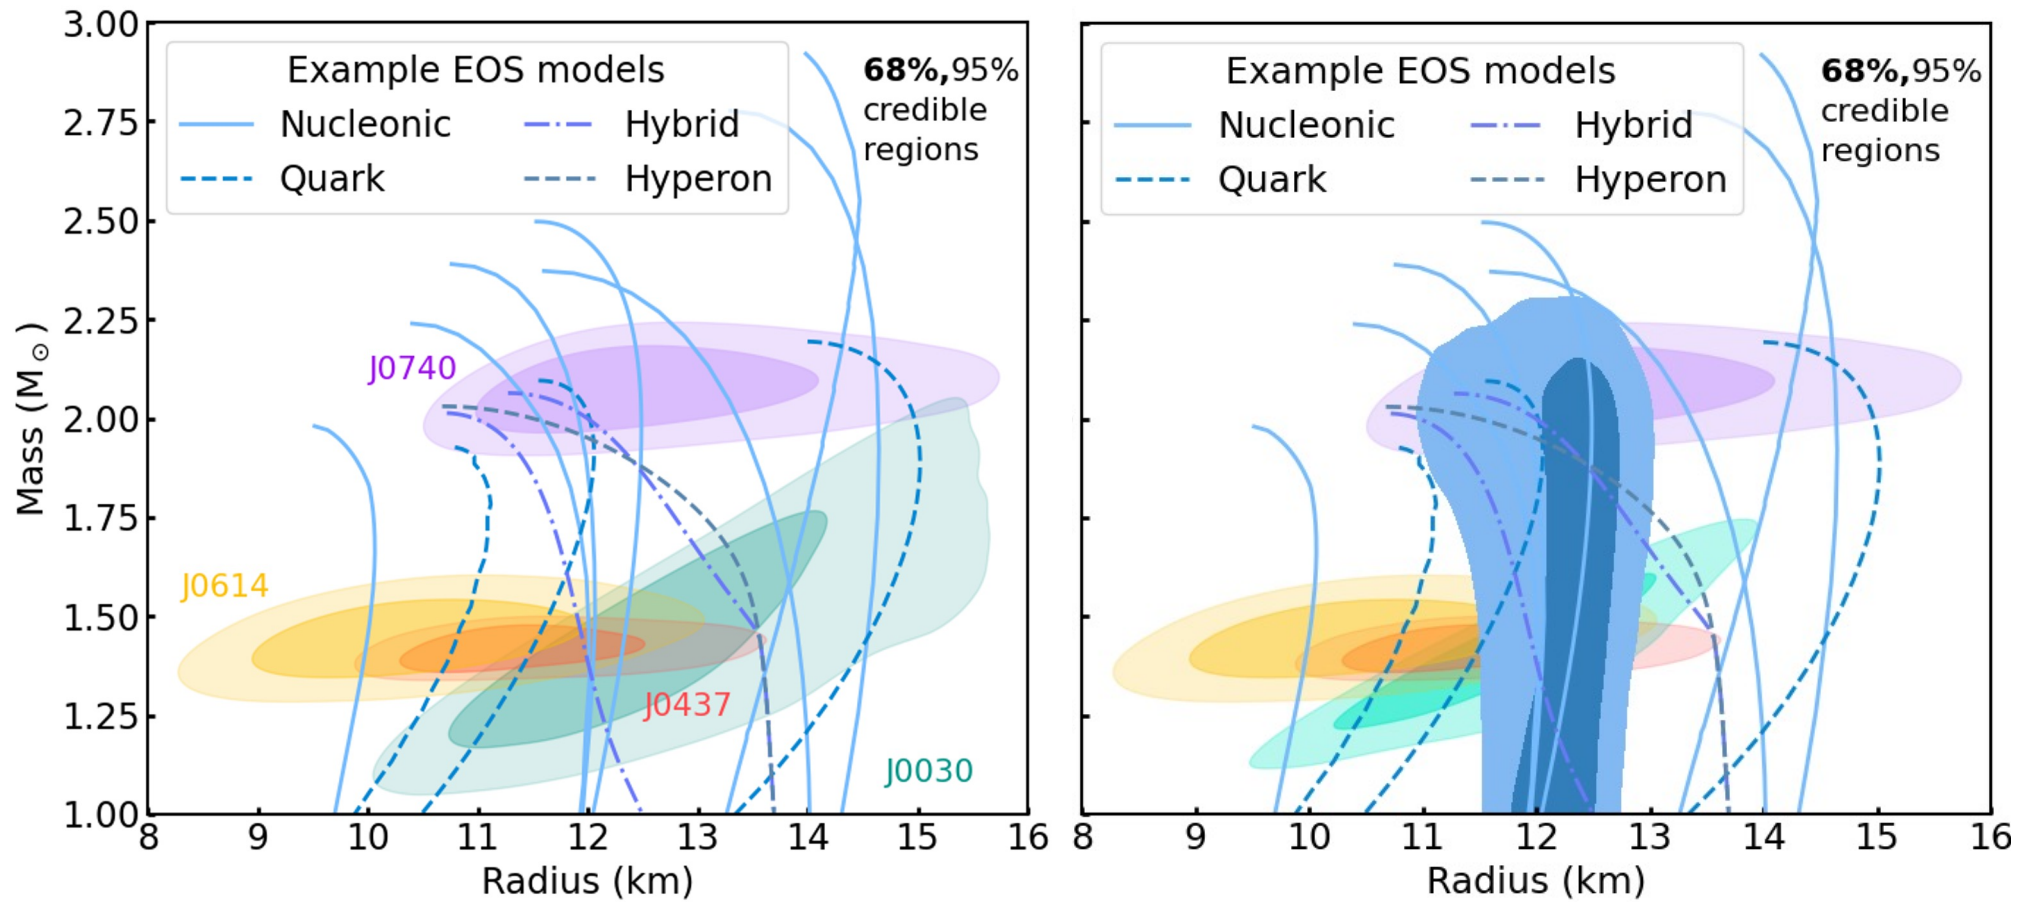 3.00
2.75
2.50
2.25
2.00
1.75
1.50
1.25
1.00
Mass (M⊙)
Example EOS models
Nucleonic
Hybrid
Quark
Hyperon
68%,95%
credible
regions
J0740
J0614
J0437
J0030
8 9 10 11 12 13 14 15 16
Radius (km)
Example EOS models
Nucleonic
Hybrid
Quark
Hyperon
68%,95%
credible
regions
8 9 10 11 12 13 14 15 16
Radius (km)